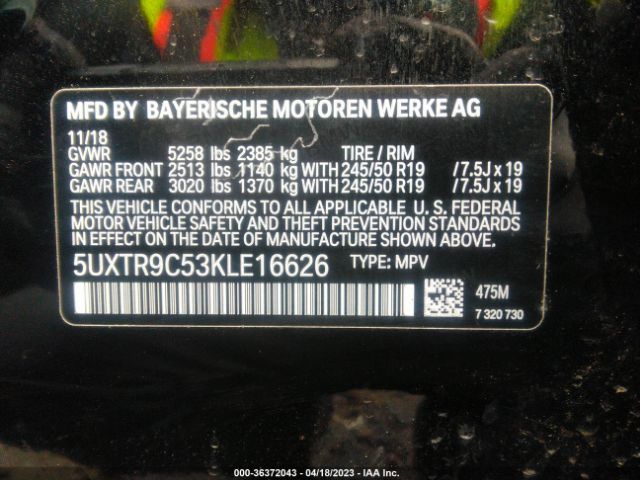 MFD BY BAYERISCHE MOTOREN WERKE AG
11/18
GVWR 5258 lbs 2385 kg TIRE / RIM
GAWR FRONT 2513 lbs 1140 kg WITH 245/50 R19 /7.5J x 19
GAWR REAR 3020 lbs 1370 kg WITH 245/50 R19 /7.5J x 19
THIS VEHICLE CONFORMS TO ALL APPLICABLE U. S. FEDERAL
MOTOR VEHICLE SAFETY AND THEFT PREVENTION STANDARDS
IN EFFECT ON THE DATE OF MANUFACTURE SHOWN ABOVE.
5UXTR9C53KLE16626 TYPE: MPV
475M
7 320 730
000-36372043 - 04/18/2023 - IAA Inc.